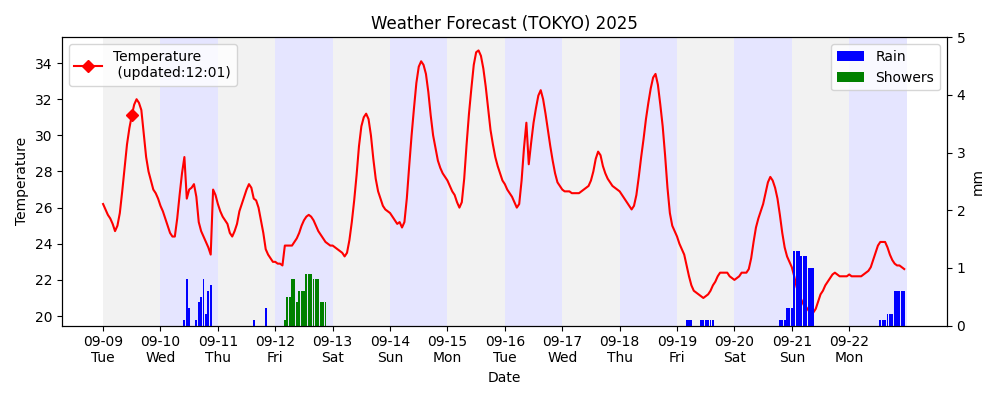 Weather Forecast (TOKYO) 2025
Temperature
(updated:12:01)
Rain
Showers
Temperature
34
32
30
28
26
24
22
20
5
4
3
2
1
0
mm
09-09 09-10 09-11 09-12 09-13 09-14 09-15 09-16 09-17 09-18 09-19 09-20 09-21 09-22
Tue Wed Thu Fri Sat Sun Mon Tue Wed Thu Fri Sat Sun Mon
Date